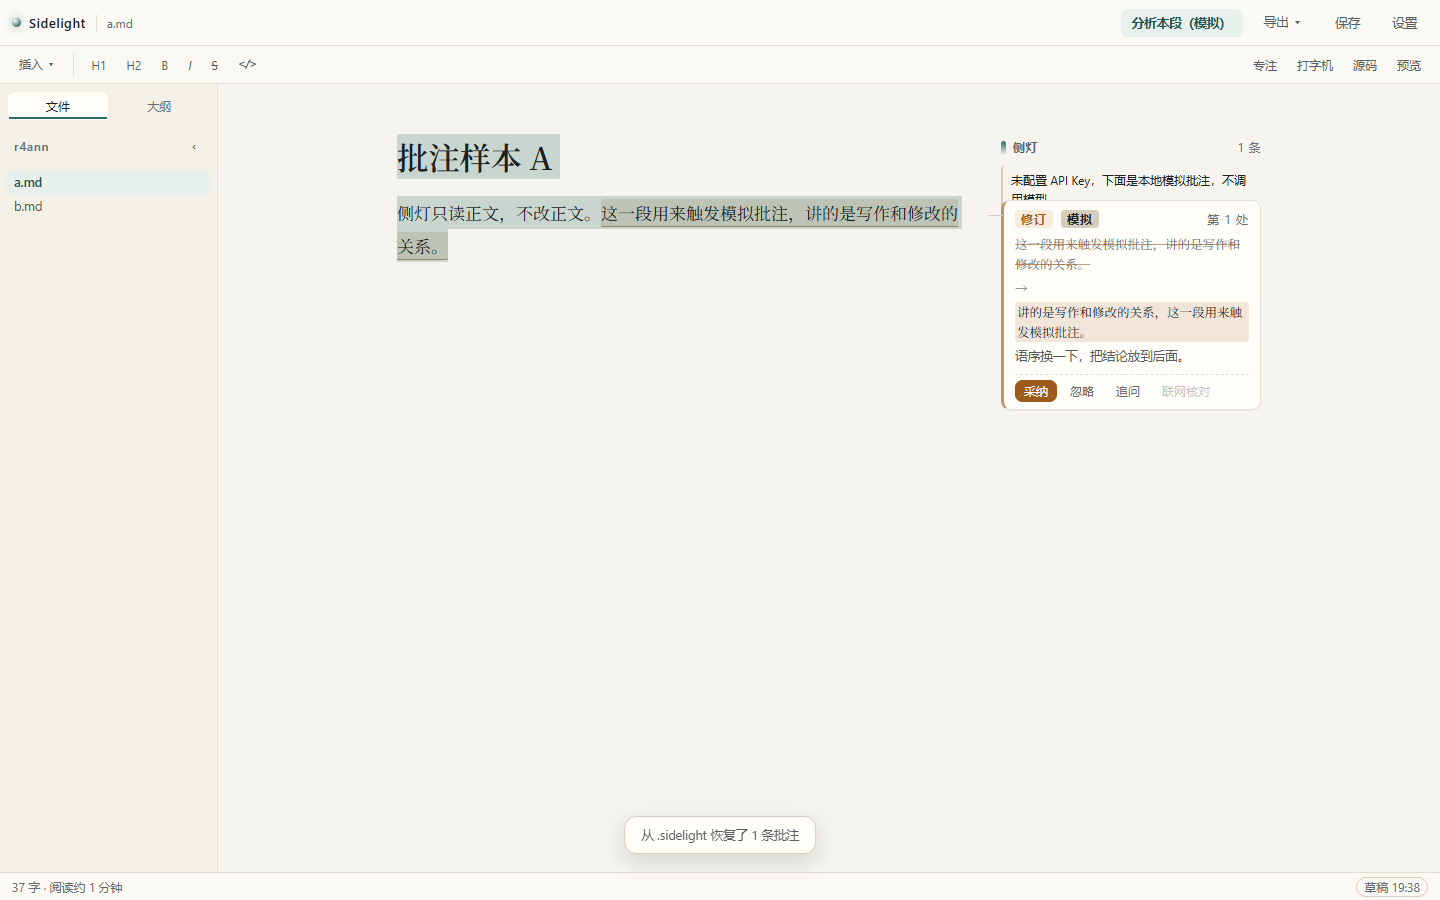 Sidelight a.md 分析本段（模拟） 导出 保存 设置
插入 H1 H2 B I S </> 专注 打字机 源码 预览
文件 大纲
r4ann
a.md
b.md
批注样本 A
侧灯只读正文，不改正文。这一段用来触发模拟批注，讲的是写作和修改的
关系。
侧灯 1 条
未配置 API Key，下面是本地模拟批注，不调
用模型
修订 模拟 第 1 处
这一段用来触发模拟批注，讲的是写作和
修改的关系。
→
讲的是写作和修改的关系，这一段用来触
发模拟批注。
语序换一下，把结论放到后面。
采纳 忽略 追问 联网核对
从 .sidelight 恢复了 1 条批注
37 字 · 阅读约 1 分钟 草稿 19:38